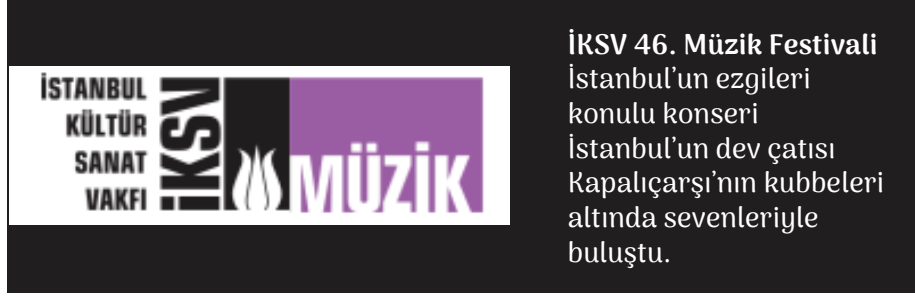 İSTANBUL
KÜLTÜR
SANAT
VAKFI
İKSV
MÜZİK
İKSV 46. Müzik Festivali
İstanbul’un ezgileri
konulu konseri
İstanbul’un dev çatısı
Kapalıçarşı’nın kubbeleri
altında sevenleriyle
buluştu.